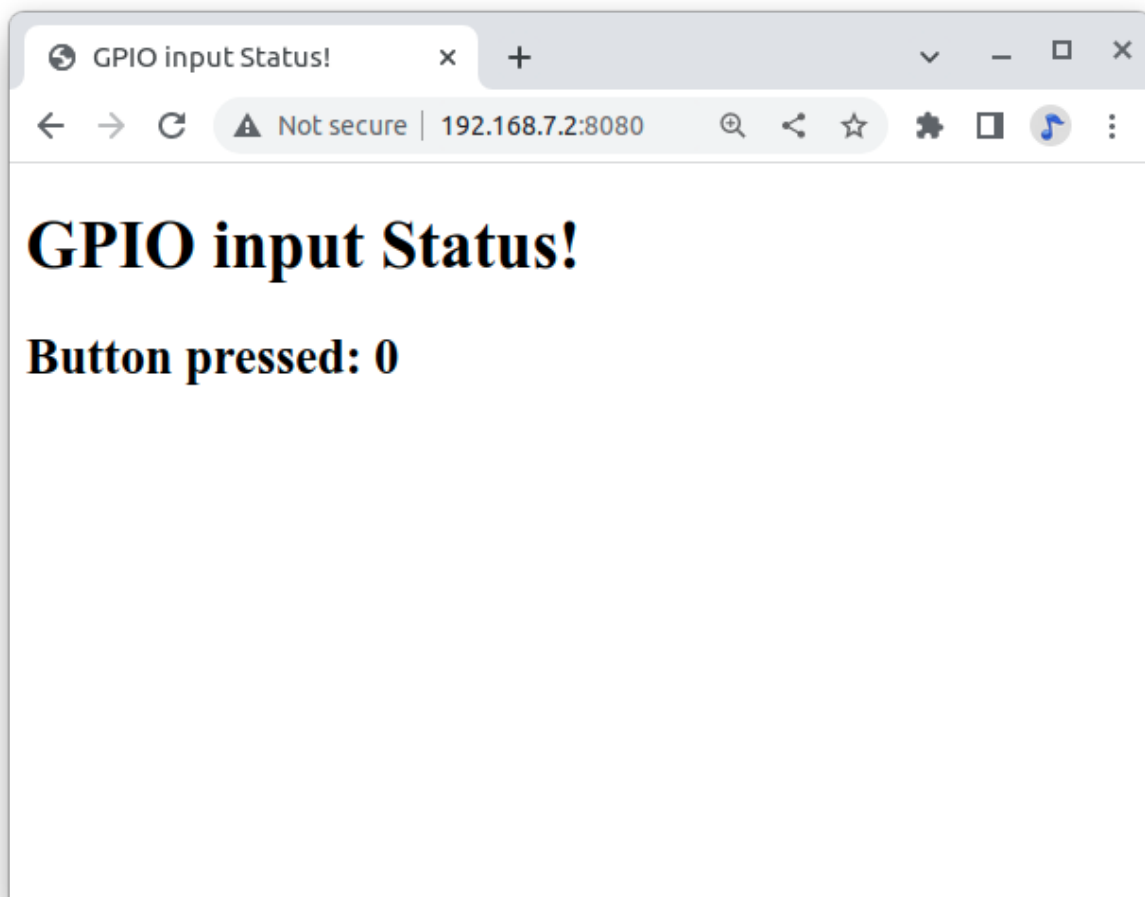 GPIO input Status!
Not secure | 192.168.7.2:8080
GPIO input Status!
Button pressed: 0